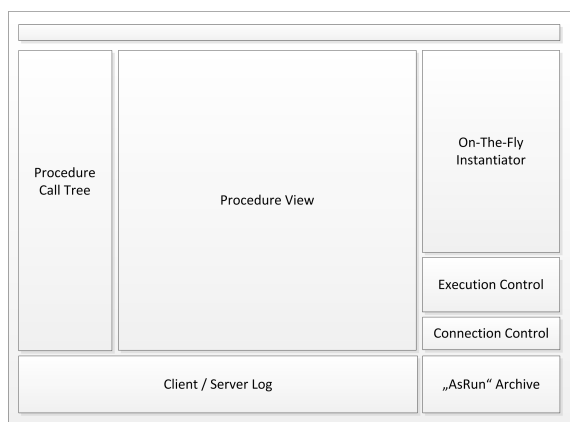 Procedure
Call Tree
Procedure View
On-The-Fly
Instantiator
Execution Control
Connection Control
Client / Server Log
„AsRun“ Archive